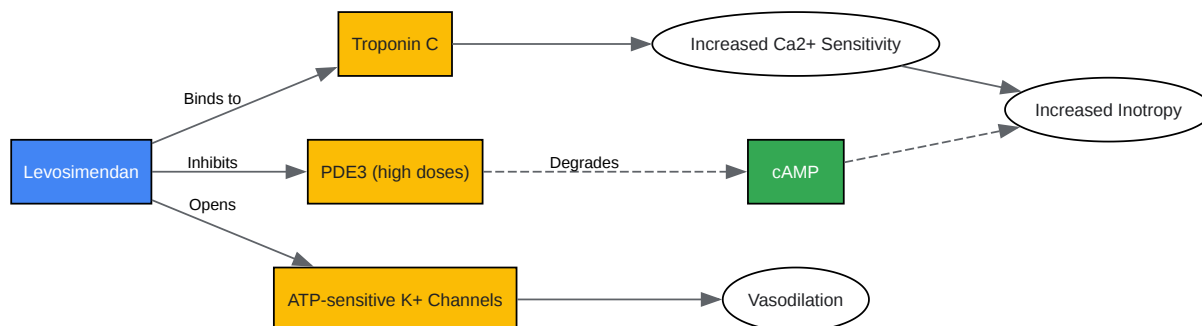 Troponin C
Increased Ca2+ Sensitivity
Binds to
Increased Inotropy
Levosimendan
Inhibits
PDE3 (high doses)
Degrades
cAMP
Opens
ATP-sensitive K+ Channels
Vasodilation